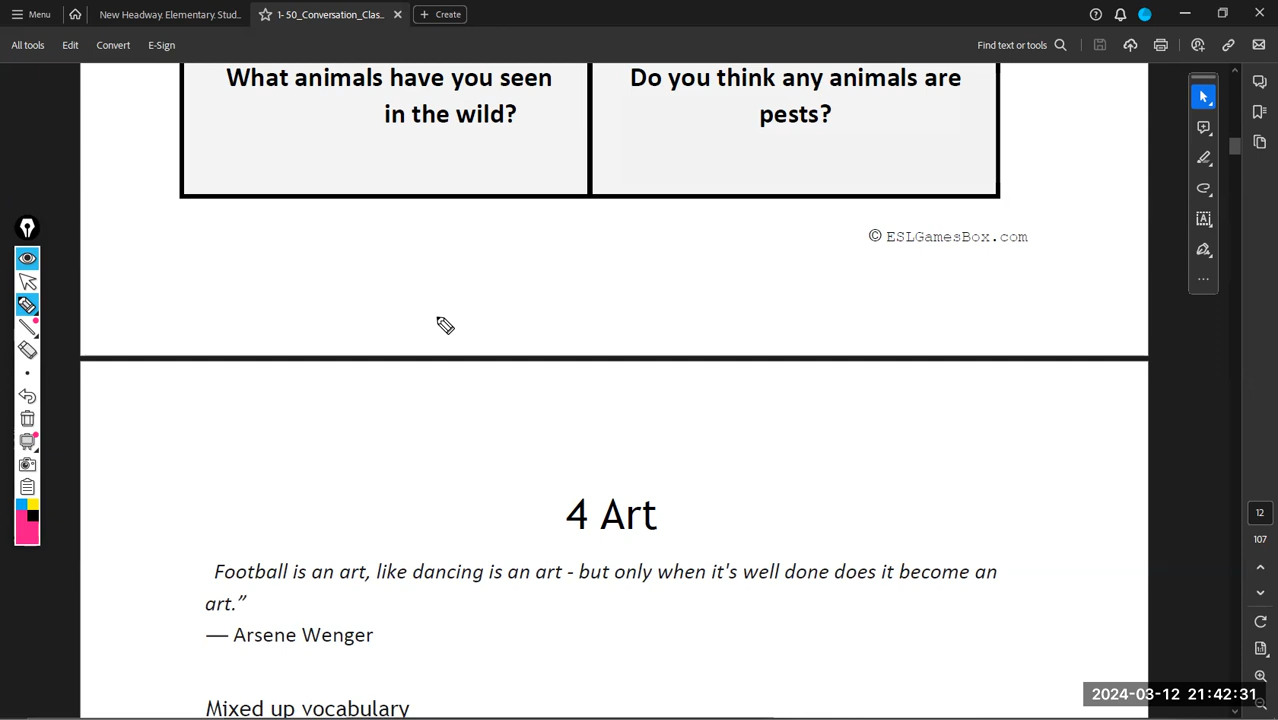 Menu
New Headway. Elementary. Stud...
1- 50_Conversation_Clas...
Create
All tools
Edit
Convert
E-Sign
Find text or tools
What animals have you seen
in the wild?
Do you think any animals are
pests?
© ESLGamesBox.com
4 Art
Football is an art, like dancing is an art - but only when it's well done does it become an
art.”
— Arsene Wenger
Mixed up vocabulary
12
107
2024-03-12 21:42:31